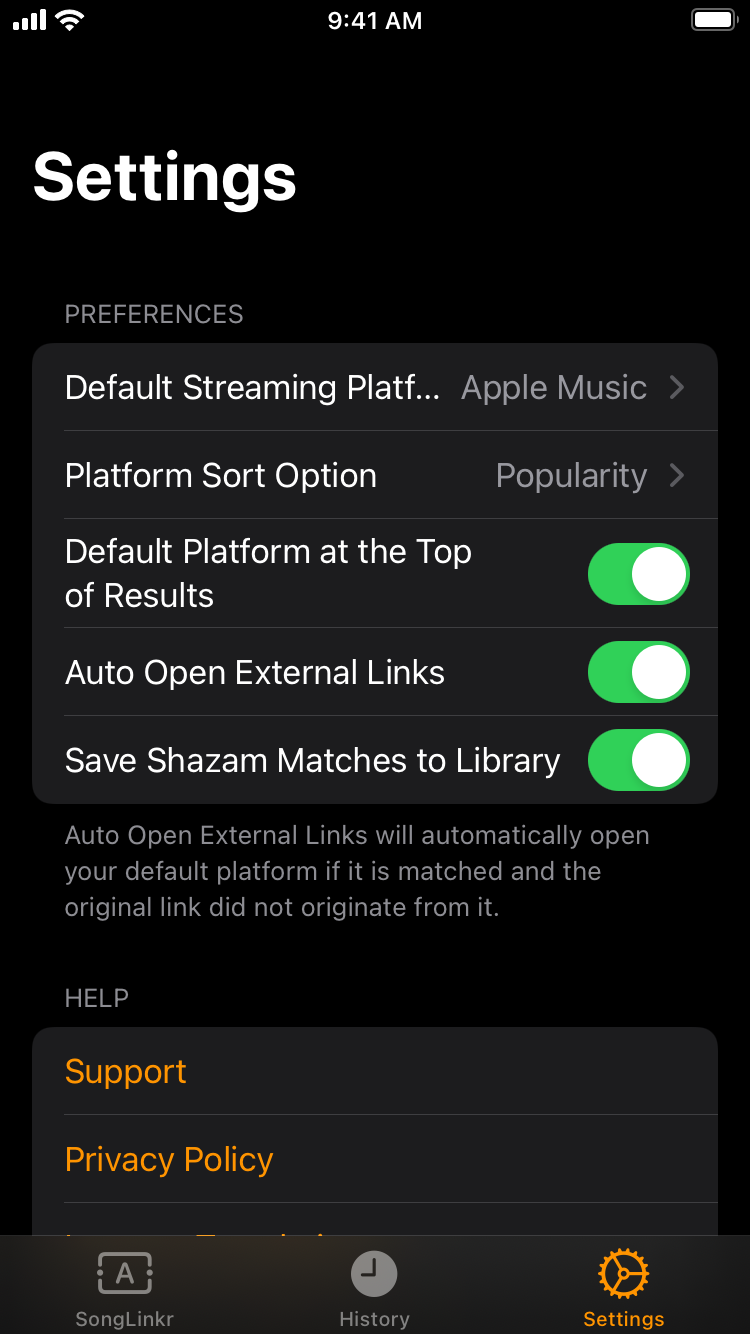 9:41 AM
Settings
PREFERENCES
Default Streaming Platf... Apple Music
Platform Sort Option Popularity
Default Platform at the Top
of Results
Auto Open External Links
Save Shazam Matches to Library
Auto Open External Links will automatically open
your default platform if it is matched and the
original link did not originate from it.
HELP
Support
Privacy Policy
A
SongLinkr History Settings